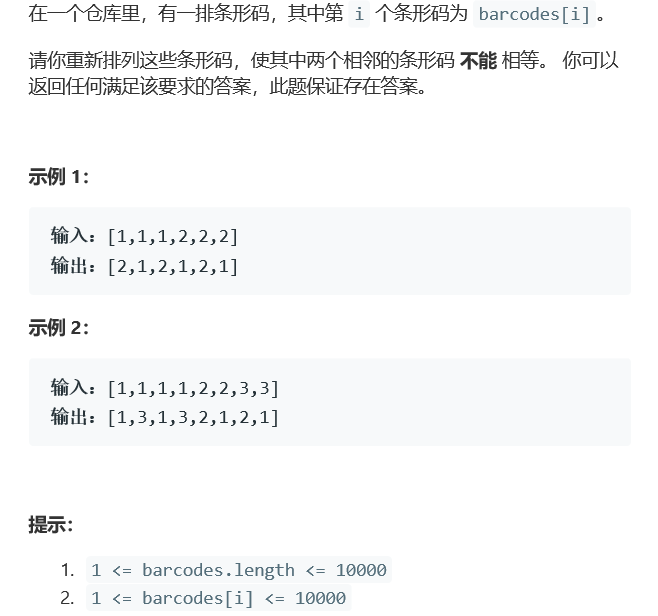 在一个仓库里，有一排条形码，其中第 i 个条形码为 barcodes[i]。
请你重新排列这些条形码，使其中两个相邻的条形码 不能 相等。 你可以
返回任何满足该要求的答案，此题保证存在答案。
示例 1：
输入：[1,1,1,2,2,2]
输出：[2,1,2,1,2,1]
示例 2：
输入：[1,1,1,1,2,2,3,3]
输出：[1,3,1,3,2,1,2,1]
提示：
1. 1 <= barcodes.length <= 10000
2. 1 <= barcodes[i] <= 10000